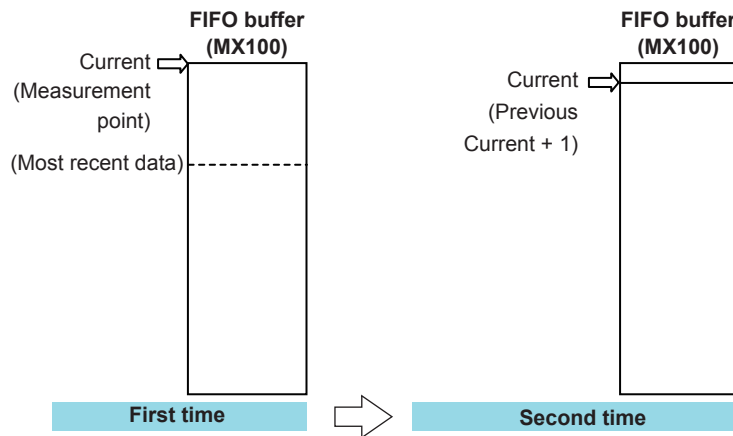 FIFO buffer
(MX100)
Current
(Measurement
point)
(Most recent data)
First time
FIFO buffer
(MX100)
Current
(Previous
Current + 1)
Second time